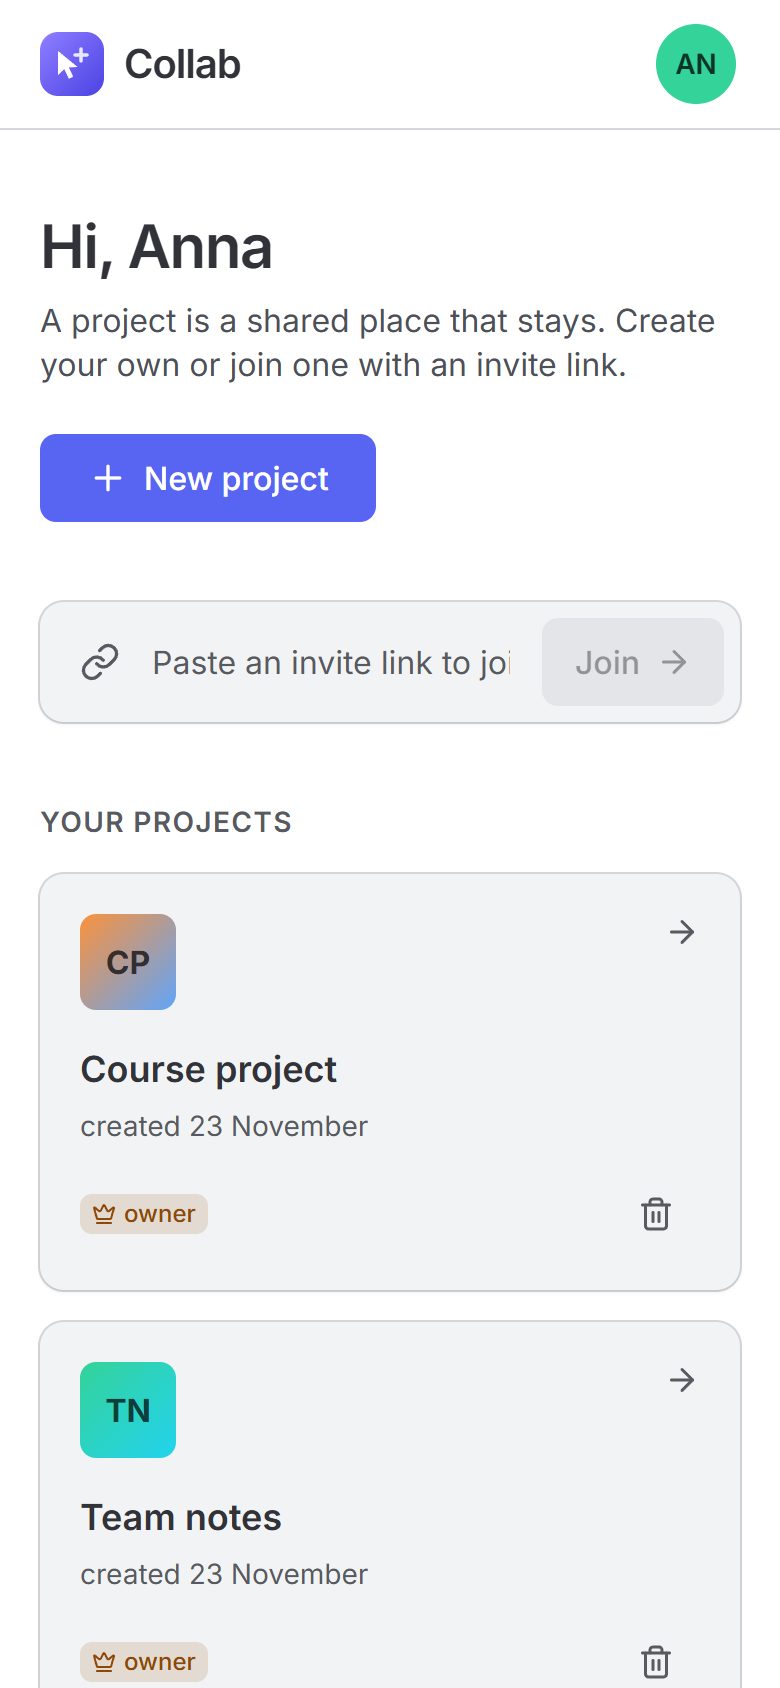 Collab
AN
Hi, Anna
A project is a shared place that stays. Create
your own or join one with an invite link.
New project
Paste an invite link to joi
Join
YOUR PROJECTS
CP
Course project
created 23 November
owner
TN
Team notes
created 23 November
owner